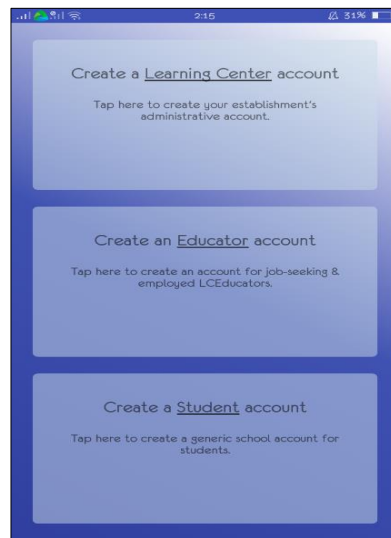 2:15 31%
Create a Learning Center account
Tap here to create your establishment's
administrative account.
Create an Educator account
Tap here to create an account for job-seeking &
employed LCEducators.
Create a Student account
Tap here to create a generic school account for
students.